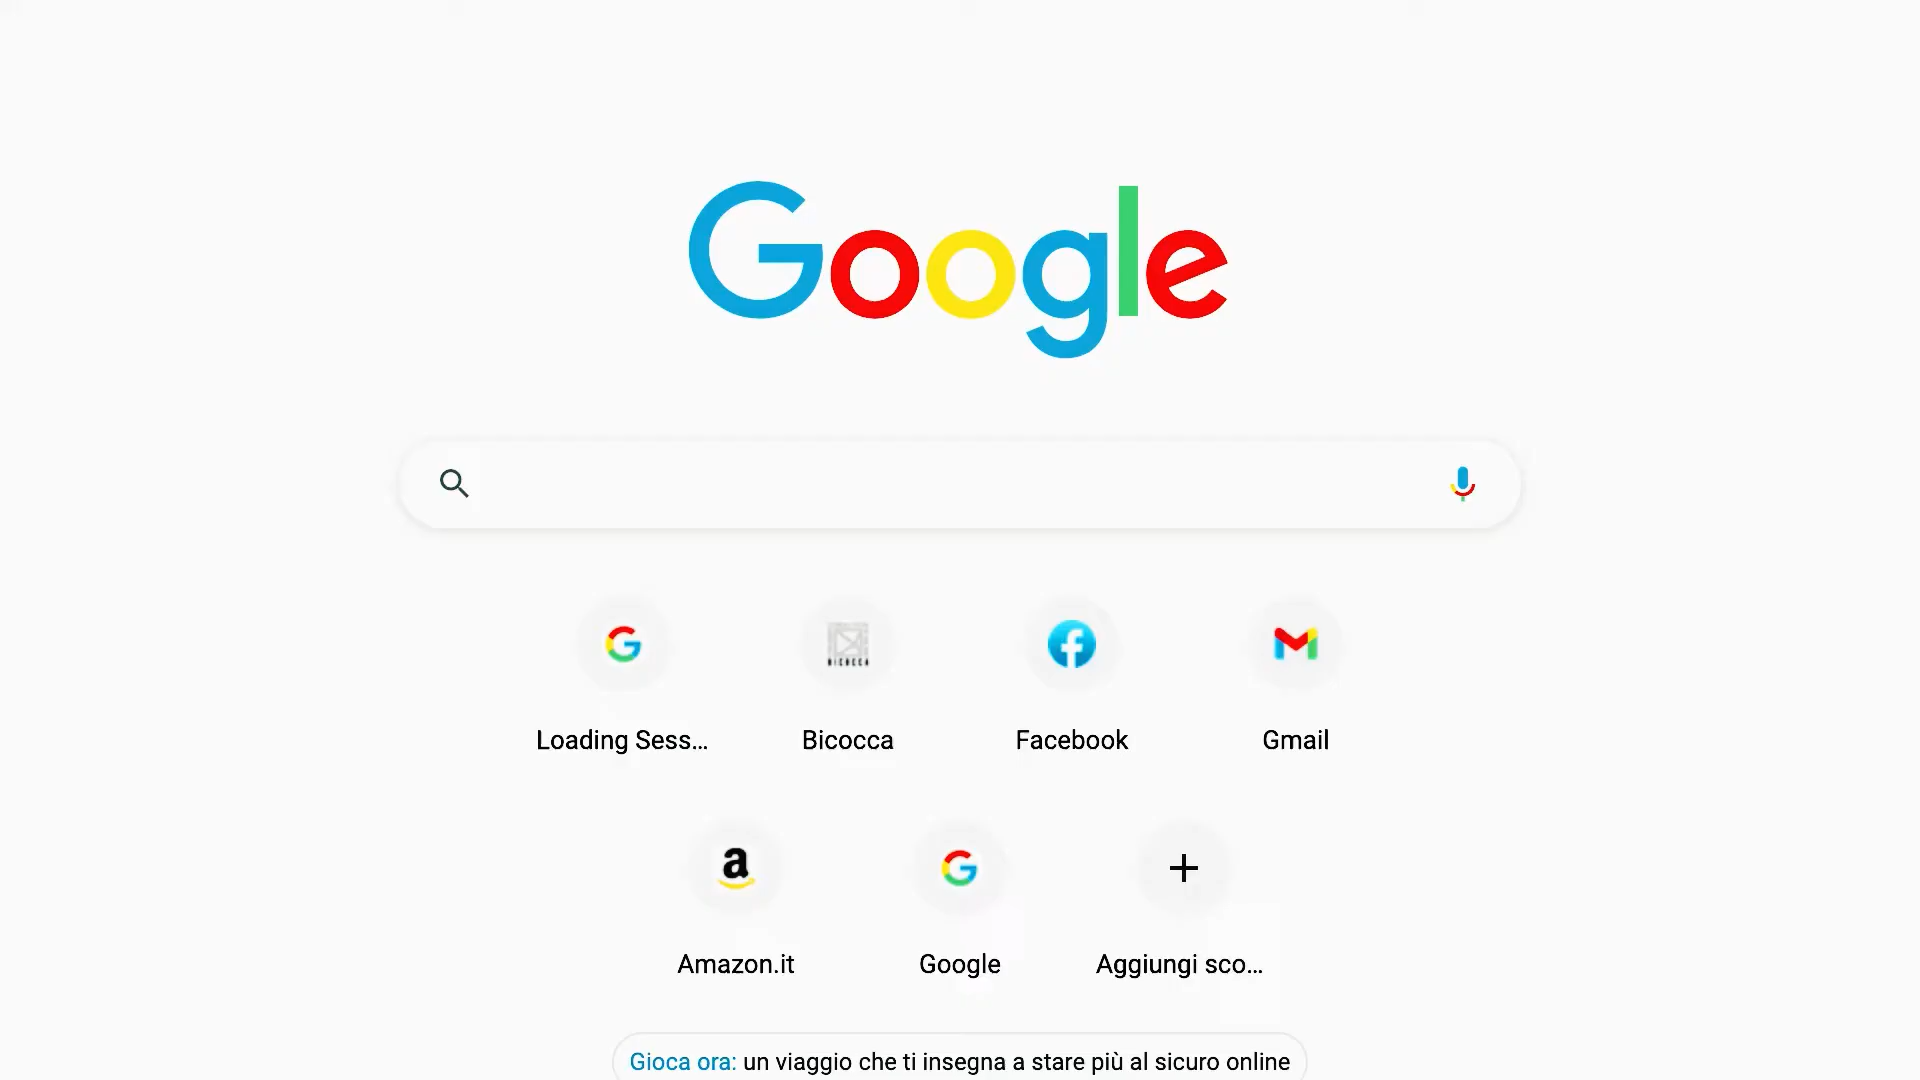 Google
Loading Sess...
Bicocca
Facebook
Gmail
BICOCCA
Amazon.it
Google
Aggiungi sco...
Gioca ora: un viaggio che ti insegna a stare più al sicuro online